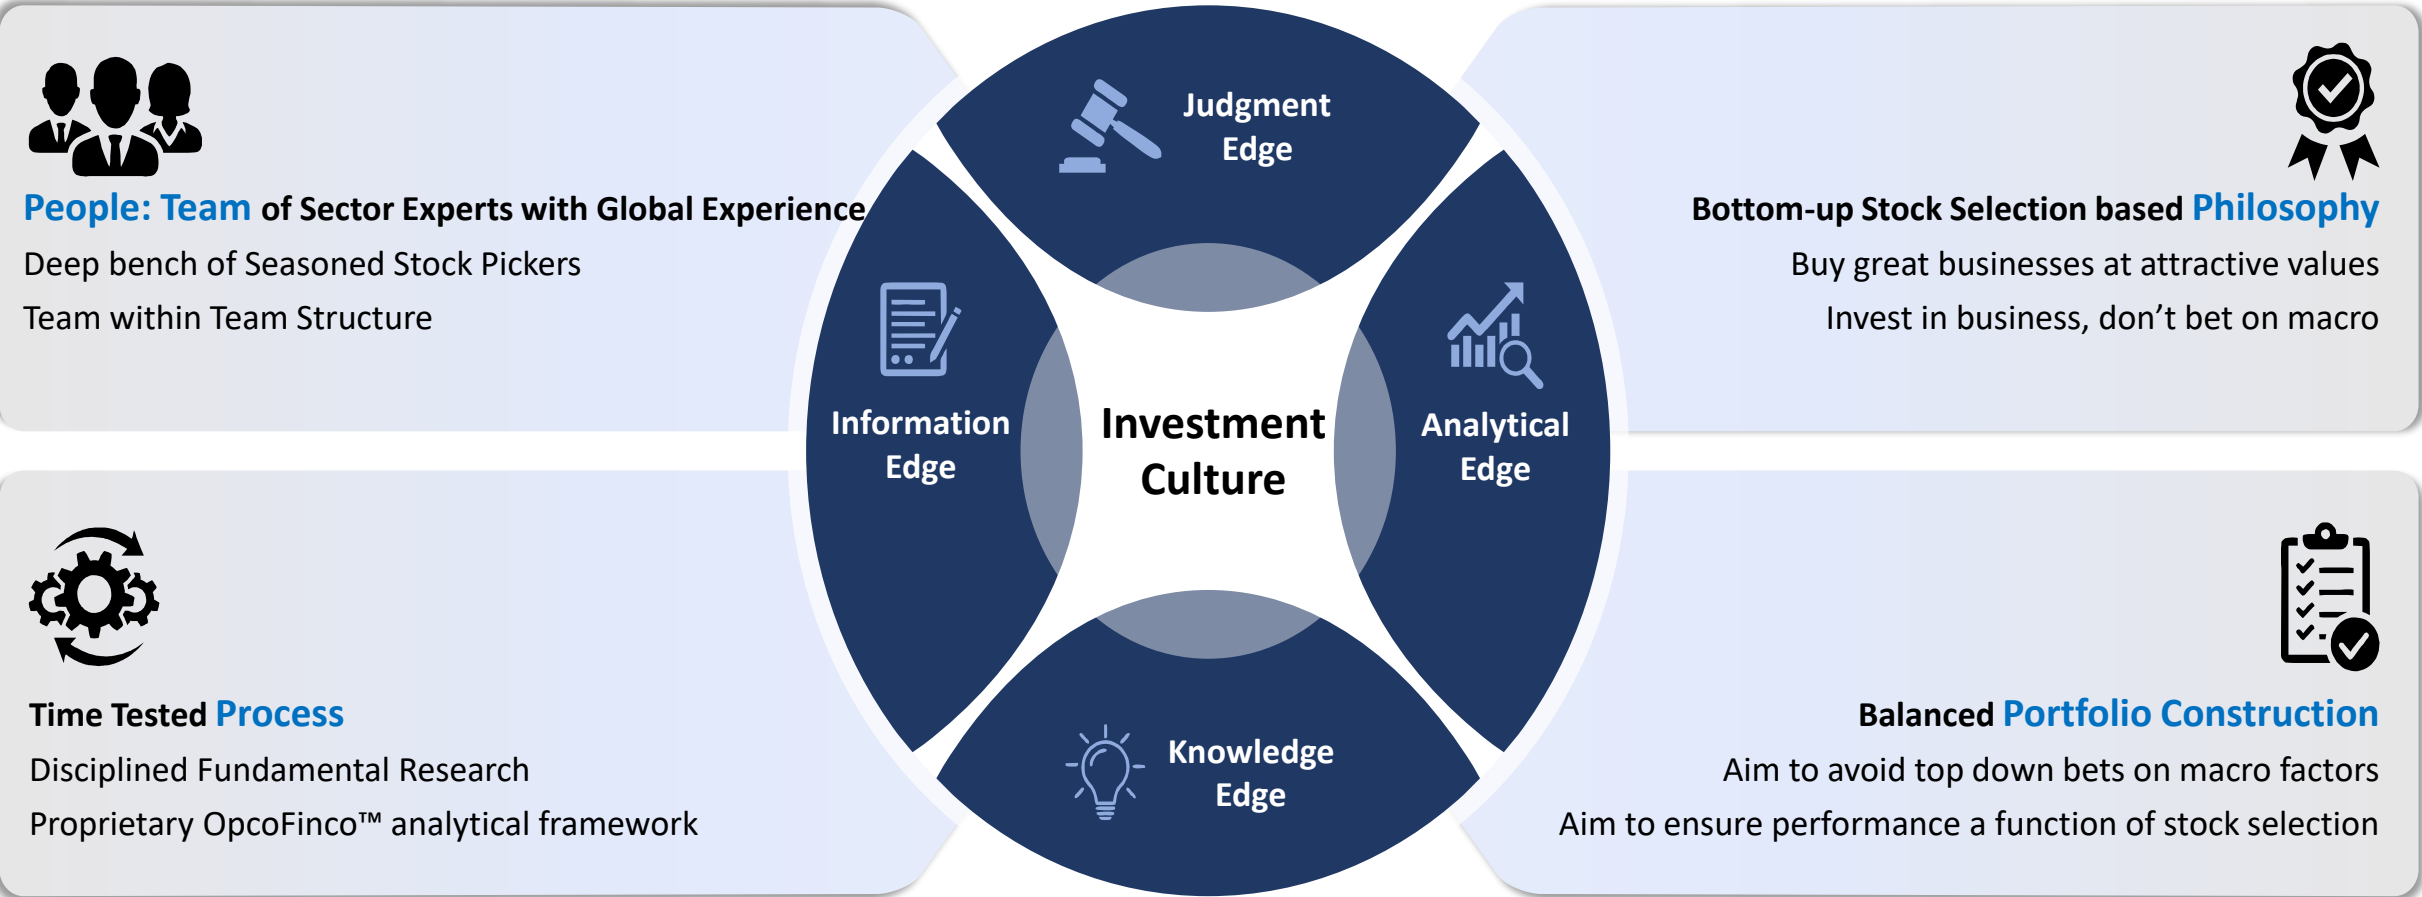 People: Team of Sector Experts with Global Experience
Deep bench of Seasoned Stock Pickers
Team within Team Structure
Judgment
Edge
Bottom-up Stock Selection based Philosophy
Buy great businesses at attractive values
Invest in business, don’t bet on macro
Information
Edge
Investment
Culture
Analytical
Edge
Time Tested Process
Disciplined Fundamental Research
Proprietary OpcoFinco™ analytical framework
Knowledge
Edge
Balanced Portfolio Construction
Aim to avoid top down bets on macro factors
Aim to ensure performance a function of stock selection